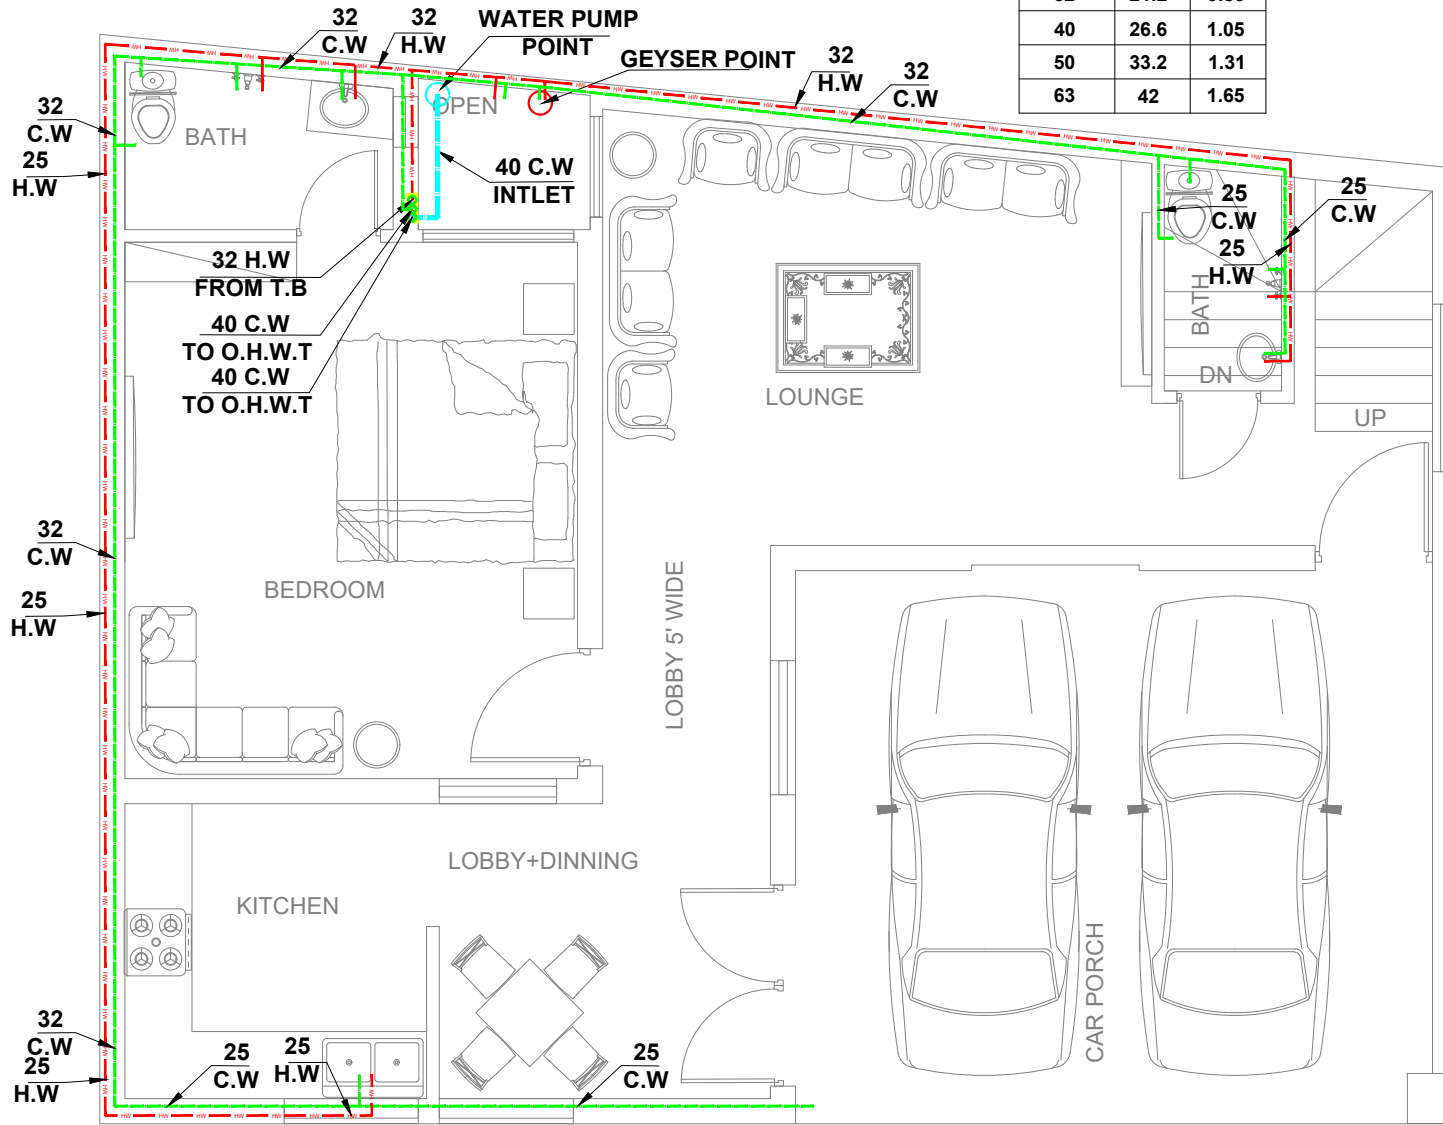 32
C.W
32
H.W
WATER PUMP
POINT
GEYSER POINT
32
H.W
32
C.W
40 26.6 1.05
50 33.2 1.31
63 42 1.65
32
C.W
25
H.W
BATH
OPEN
40 C.W
INTLET
25
C.W
25
C.W
25
H.W
BATH
DN
UP
32 H.W
FROM T.B
40 C.W
TO O.H.W.T
40 C.W
TO O.H.W.T
LOUNGE
32
C.W
25
H.W
BEDROOM
LOBBY 5' WIDE
LOBBY+DINNING
KITCHEN
CAR PORCH
32
C.W
25
H.W
25
C.W
25
H.W
25
C.W